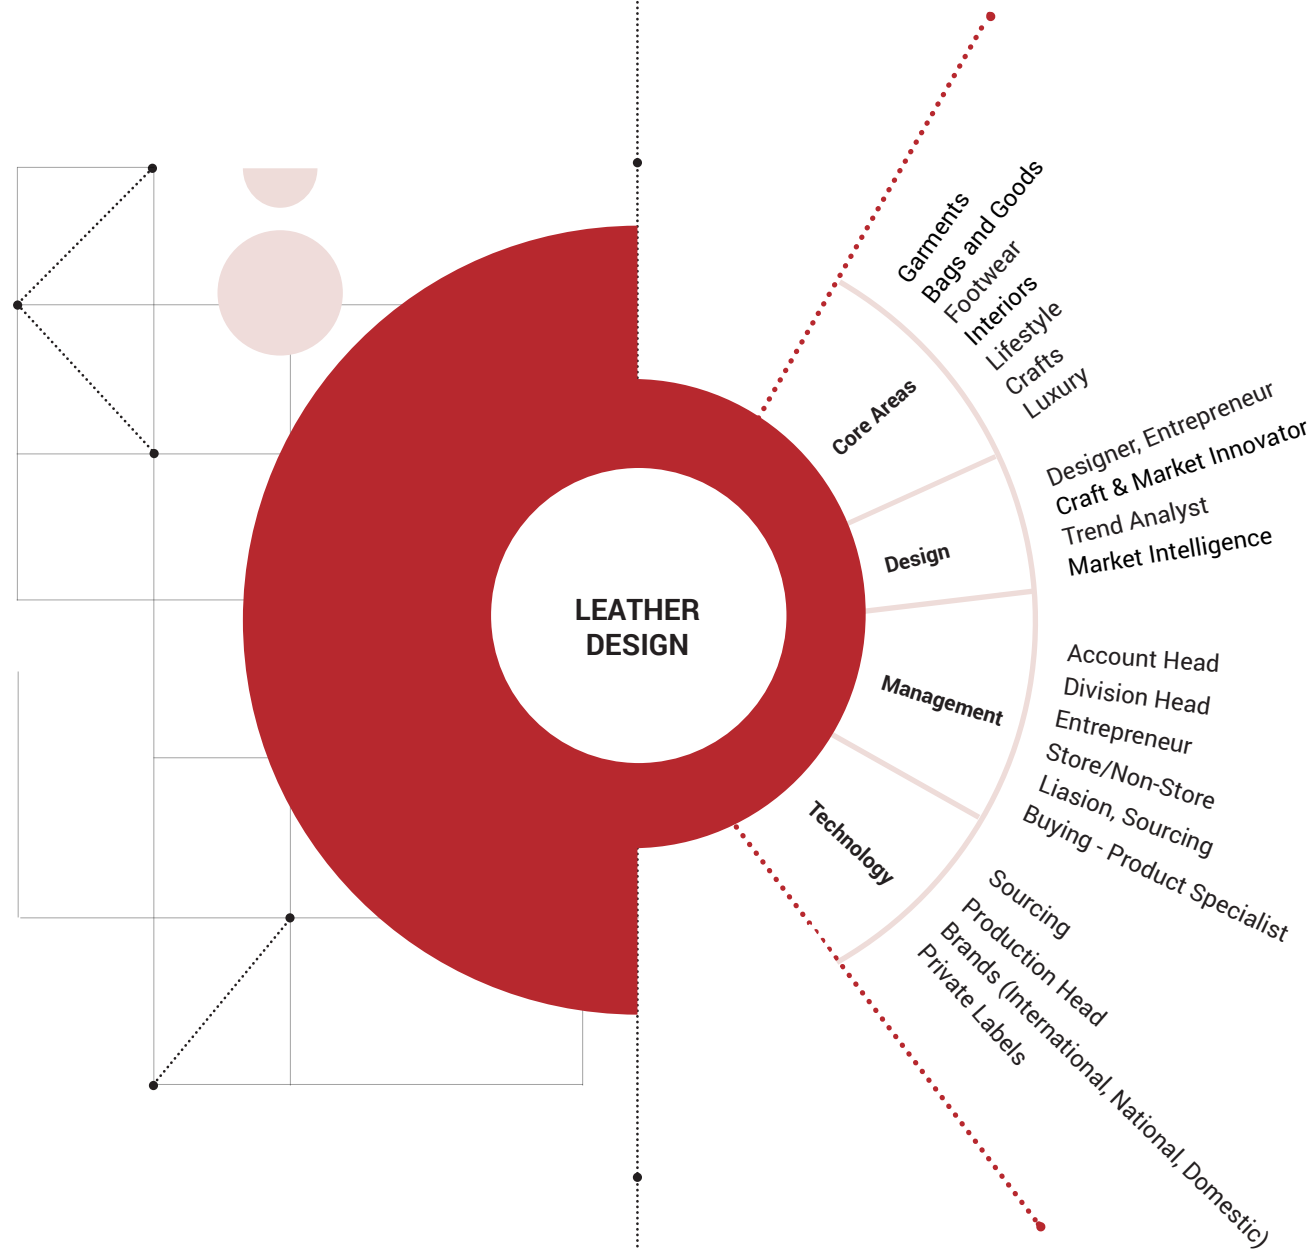 LEATHER
DESIGN
Core Areas
Garments
Bags and Goods
Footwear
Interiors
Lifestyle
Crafts
Luxury
Design
Designer, Entrepreneur
Craft & Market Innovator
Trend Analyst
Market Intelligence
Management
Account Head
Division Head
Entrepreneur
Store/Non-Store
Liasion, Sourcing
Buying - Product Specialist
Technology
Sourcing
Production Head
Brands (International, National, Domestic)
Private Labels